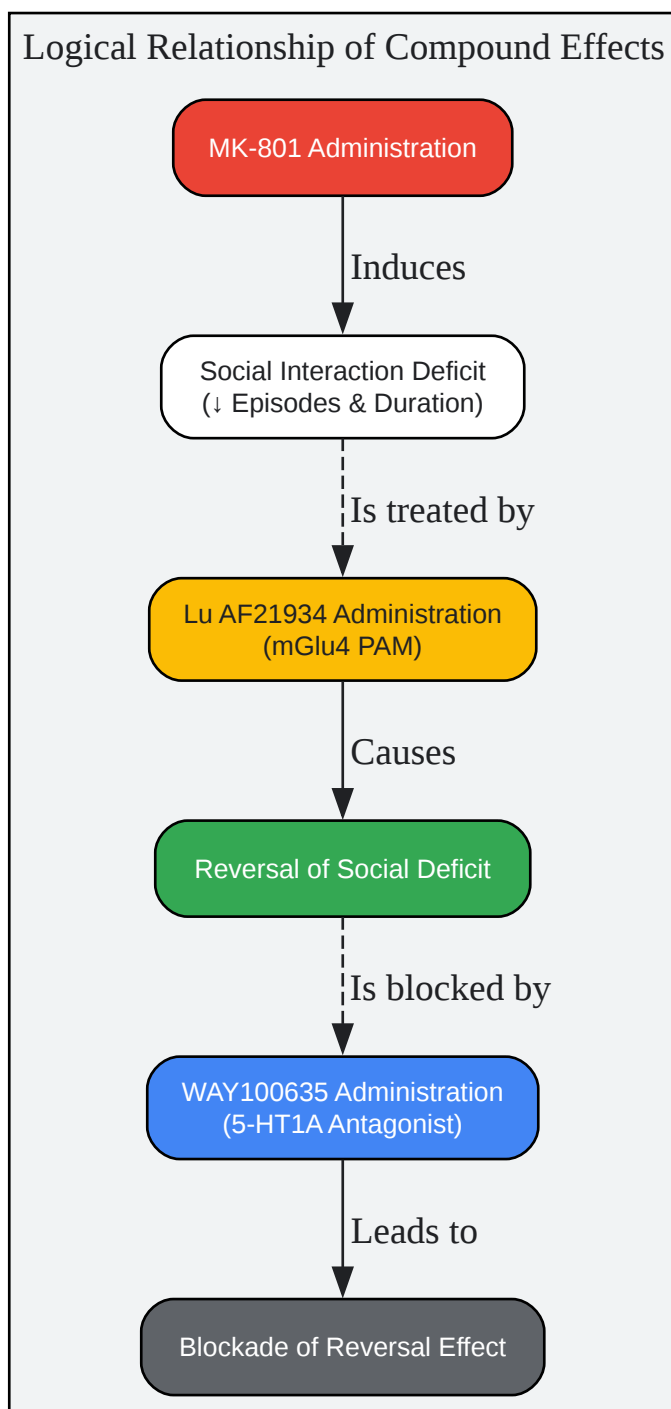 Logical Relationship of Compound Effects
MK-801 Administration
Induces
Social Interaction Deficit
(↓ Episodes & Duration)
Is treated by
Lu AF21934 Administration
(mGlu4 PAM)
Causes
Reversal of Social Deficit
Is blocked by
WAY100635 Administration
(5-HT1A Antagonist)
Leads to
Blockade of Reversal Effect